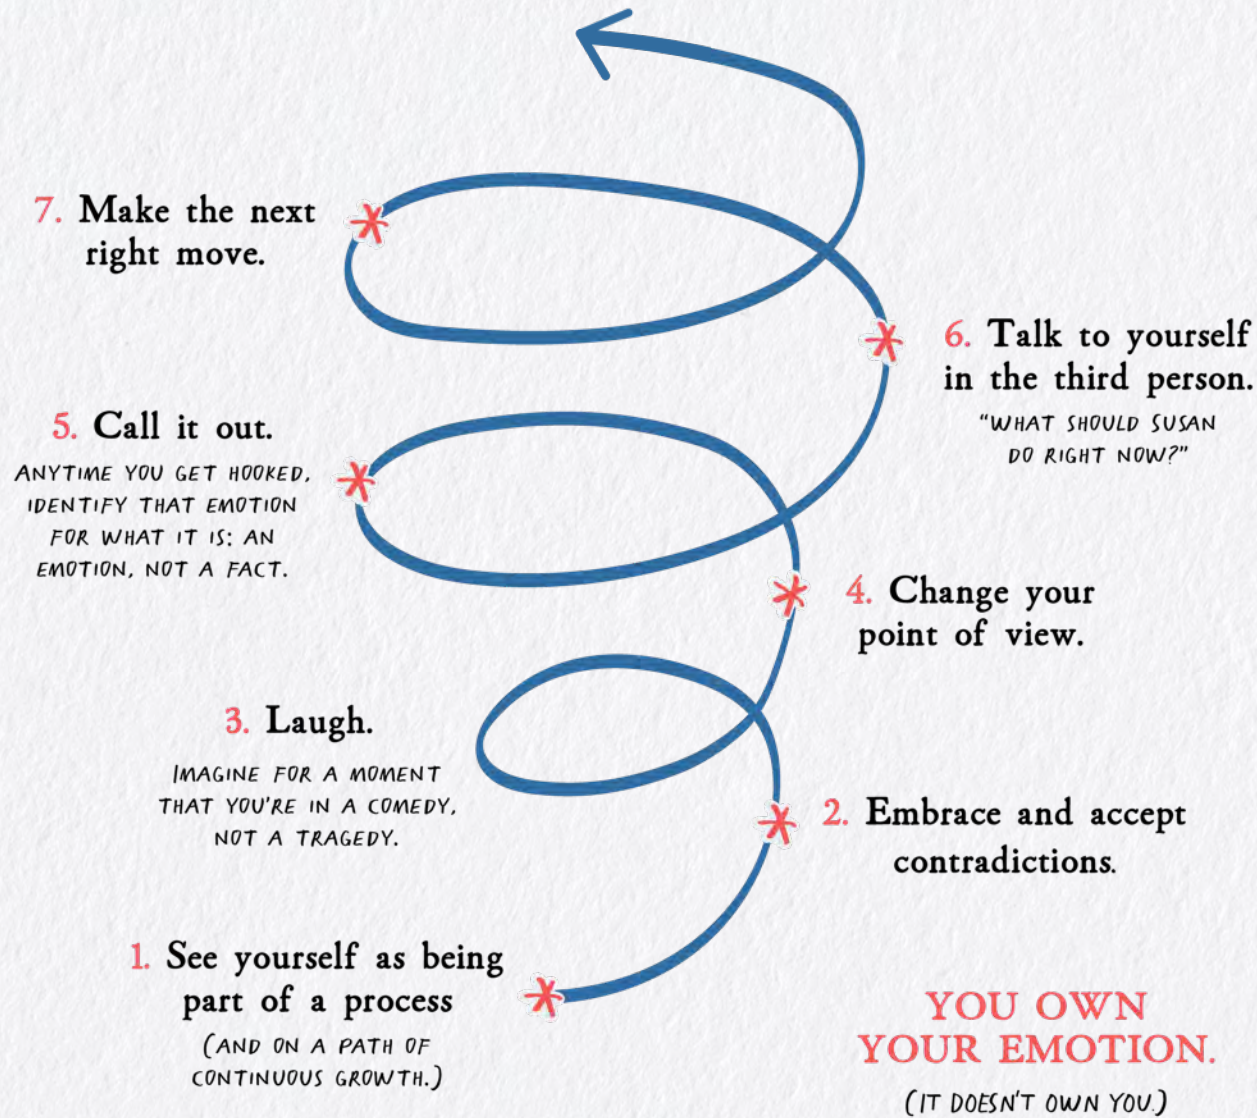 7. Make the next
right move.
6. Talk to yourself
in the third person.
"WHAT SHOULD SUSAN
DO RIGHT NOW?"
5. Call it out.
ANYTIME YOU GET HOOKED,
IDENTIFY THAT EMOTION
FOR WHAT IT IS: AN
EMOTION, NOT A FACT.
4. Change your
point of view.
3. Laugh.
IMAGINE FOR A MOMENT
THAT YOU'RE IN A COMEDY,
NOT A TRAGEDY.
2. Embrace and accept
contradictions.
1. See yourself as being
part of a process
(AND ON A PATH OF
CONTINUOUS GROWTH.)
YOU OWN
YOUR EMOTION.
(IT DOESN'T OWN YOU.)